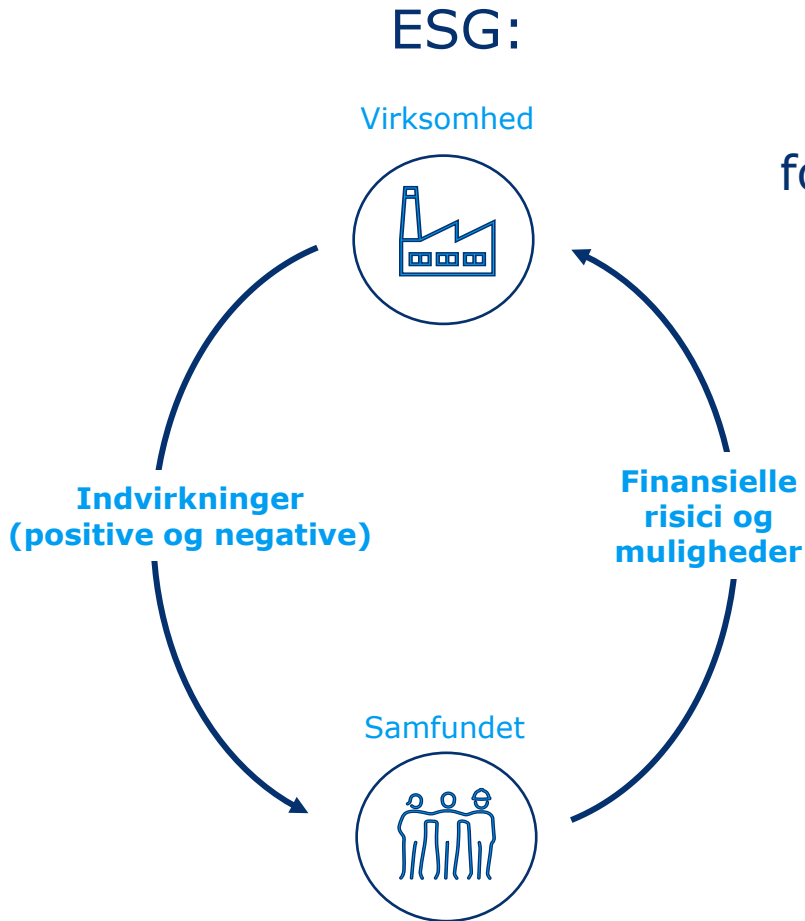 ESG:
Virksomhed
Indvirkninger
(positive og negative)
Finansielle
risici og
muligheder
Samfundet